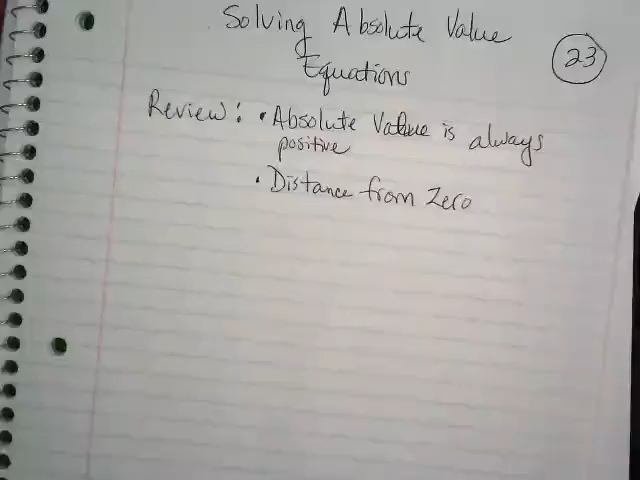 Solving Absolute Value
Equations
23
Review: • Absolute Value is always
positive
• Distance from Zero